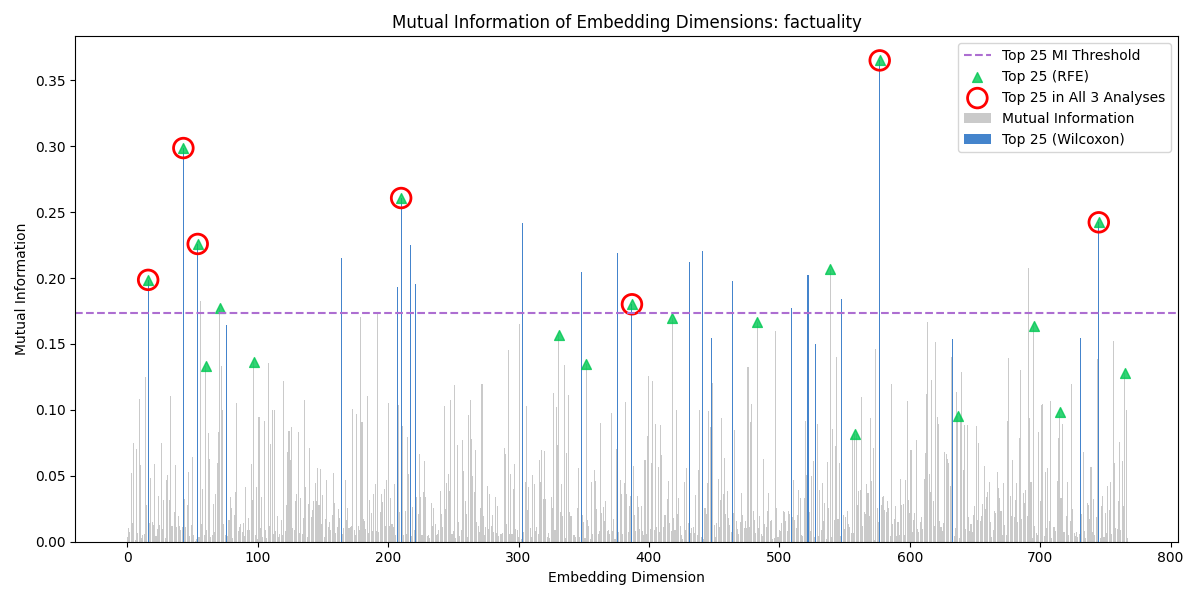 Mutual Information of Embedding Dimensions: factuality
Top 25 MI Threshold
Top 25 (RFE)
Top 25 in All 3 Analyses
Mutual Information
Top 25 (Wilcoxon)
Mutual Information
0.35
0.30
0.25
0.20
0.15
0.10
0.05
0.00
0 100 200 300 400 500 600 700 800
Embedding Dimension